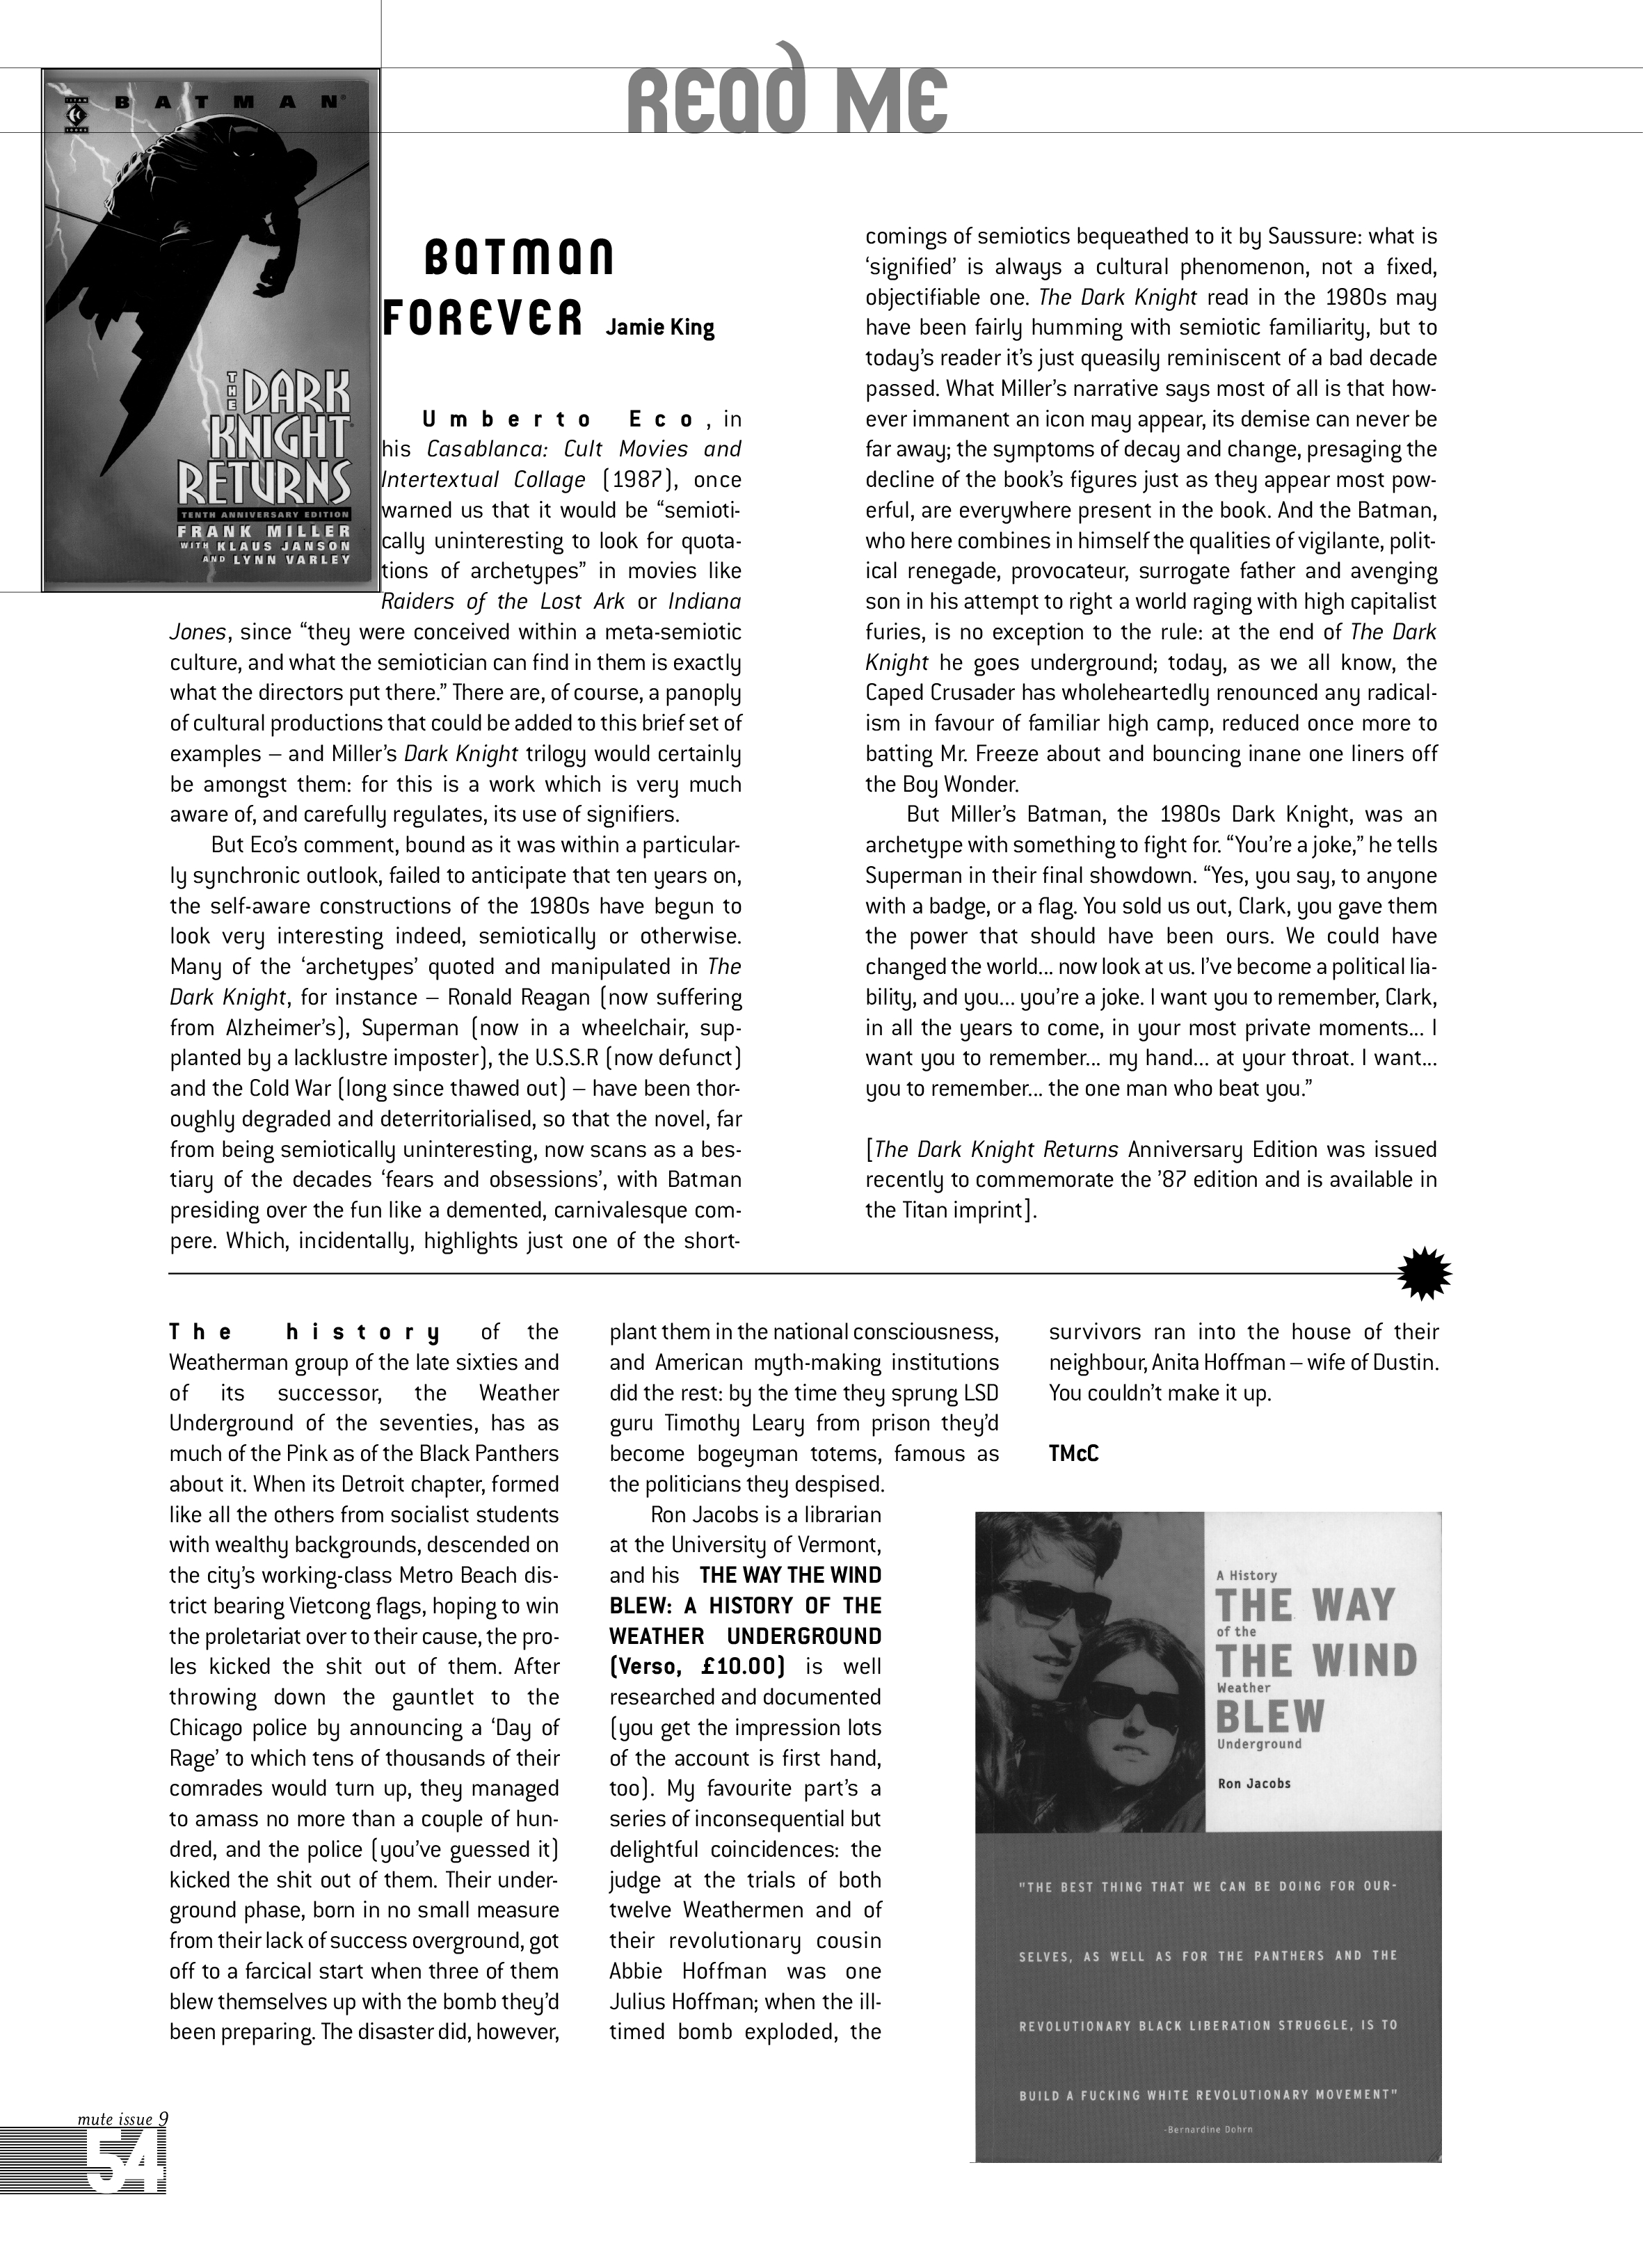 Read Me
BATMAN
THE DARK
KNIGHT
RETURNS
TENTH ANNIVERSARY EDITION
FRANK MILLER
WITH KLAUS JANSON
AND LYNN VARLEY
BATMAN
FOREVER Jamie King
Umberto Eco, in
his Casablanca: Cult Movies and
Intertextual Collage (1987), once
warned us that it would be “semioti-
cally uninteresting to look for quota-
tions of archetypes” in movies like
Raiders of the Lost Ark or Indiana
Jones, since “they were conceived within a meta-semiotic
culture, and what the semiotician can find in them is exactly
what the directors put there.” There are, of course, a panoply
of cultural productions that could be added to this brief set of
examples – and Miller’s Dark Knight trilogy would certainly
be amongst them: for this is a work which is very much
aware of, and carefully regulates, its use of signifiers.
But Eco’s comment, bound as it was within a particular-
ly synchronic outlook, failed to anticipate that ten years on,
the self-aware constructions of the 1980s have begun to
look very interesting indeed, semiotically or otherwise.
Many of the ‘archetypes’ quoted and manipulated in The
Dark Knight, for instance – Ronald Reagan (now suffering
from Alzheimer’s), Superman (now in a wheelchair, sup-
planted by a lacklustre imposter), the U.S.S.R (now defunct)
and the Cold War (long since thawed out) – have been thor-
oughly degraded and deterritorialised, so that the novel, far
from being semiotically uninteresting, now scans as a bes-
tiary of the decades ‘fears and obsessions’, with Batman
presiding over the fun like a demented, carnivalesque com-
pere. Which, incidentally, highlights just one of the short-
comings of semiotics bequeathed to it by Saussure: what is
‘signified’ is always a cultural phenomenon, not a fixed,
objectifiable one. The Dark Knight read in the 1980s may
have been fairly humming with semiotic familiarity, but to
today’s reader it’s just queasily reminiscent of a bad decade
passed. What Miller’s narrative says most of all is that how-
ever immanent an icon may appear, its demise can never be
far away; the symptoms of decay and change, presaging the
decline of the book’s figures just as they appear most pow-
erful, are everywhere present in the book. And the Batman,
who here combines in himself the qualities of vigilante, polit-
ical renegade, provocateur, surrogate father and avenging
son in his attempt to right a world raging with high capitalist
furies, is no exception to the rule: at the end of The Dark
Knight he goes underground; today, as we all know, the
Caped Crusader has wholeheartedly renounced any radical-
ism in favour of familiar high camp, reduced once more to
batting Mr. Freeze about and bouncing inane one liners off
the Boy Wonder.
But Miller’s Batman, the 1980s Dark Knight, was an
archetype with something to fight for. “You’re a joke,” he tells
Superman in their final showdown. “Yes, you say, to anyone
with a badge, or a flag. You sold us out, Clark, you gave them
the power that should have been ours. We could have
changed the world... now look at us. I’ve become a political lia-
bility, and you... you’re a joke. I want you to remember, Clark,
in all the years to come, in your most private moments... I
want you to remember... my hand... at your throat. I want...
you to remember... the one man who beat you.”
[The Dark Knight Returns Anniversary Edition was issued
recently to commemorate the ’87 edition and is available in
the Titan imprint].
The history of the
Weatherman group of the late sixties and
of its successor, the Weather
Underground of the seventies, has as
much of the Pink as of the Black Panthers
about it. When its Detroit chapter, formed
like all the others from socialist students
with wealthy backgrounds, descended on
the city’s working-class Metro Beach dis-
trict bearing Vietcong flags, hoping to win
the proletariat over to their cause, the pro-
les kicked the shit out of them. After
throwing down the gauntlet to the
Chicago police by announcing a ‘Day of
Rage’ to which tens of thousands of their
comrades would turn up, they managed
to amass no more than a couple of hun-
dred, and the police (you’ve guessed it)
kicked the shit out of them. Their under-
ground phase, born in no small measure
from their lack of success overground, got
off to a farcical start when three of them
blew themselves up with the bomb they’d
been preparing. The disaster did, however,
plant them in the national consciousness,
and American myth-making institutions
did the rest: by the time they sprung LSD
guru Timothy Leary from prison they’d
become bogeyman totems, famous as
the politicians they despised.
Ron Jacobs is a librarian
at the University of Vermont,
and his THE WAY THE WIND
BLEW: A HISTORY OF THE
WEATHER UNDERGROUND
(Verso, £10.00) is well
researched and documented
(you get the impression lots
of the account is first hand,
too). My favourite part’s a
series of inconsequential but
delightful coincidences: the
judge at the trials of both
twelve Weathermen and of
their revolutionary cousin
Abbie Hoffman was one
Julius Hoffman; when the ill-
timed bomb exploded, the
survivors ran into the house of their
neighbour, Anita Hoffman – wife of Dustin.
You couldn’t make it up.
TMcC
A History
THE WAY
of the
THE WIND
Weather
BLEW
Underground
Ron Jacobs
"THE BEST THING THAT WE CAN BE DOING FOR OUR-
SELVES, AS WELL AS FOR THE PANTHERS AND THE
REVOLUTIONARY BLACK LIBERATION STRUGGLE, IS TO
BUILD A FUCKING WHITE REVOLUTIONARY MOVEMENT"
-Bernardine Dohrn
mute issue 9
54